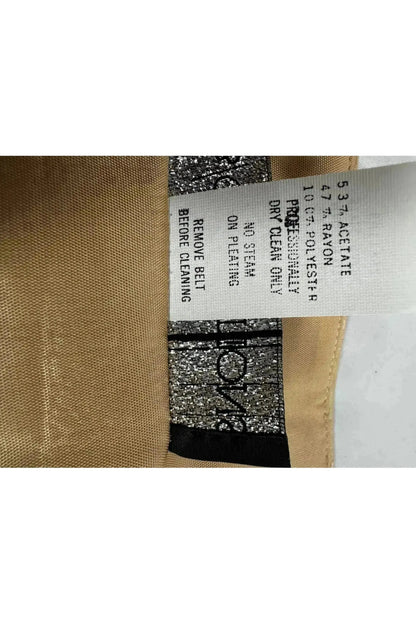 53% ACETATE
47% RAYON
100% POLYESTER
PROFESSIONALLY
DRY CLEAN ONLY
NO STEAM
ON PLEATING
REMOVE BELT
BEFORE CLEANING